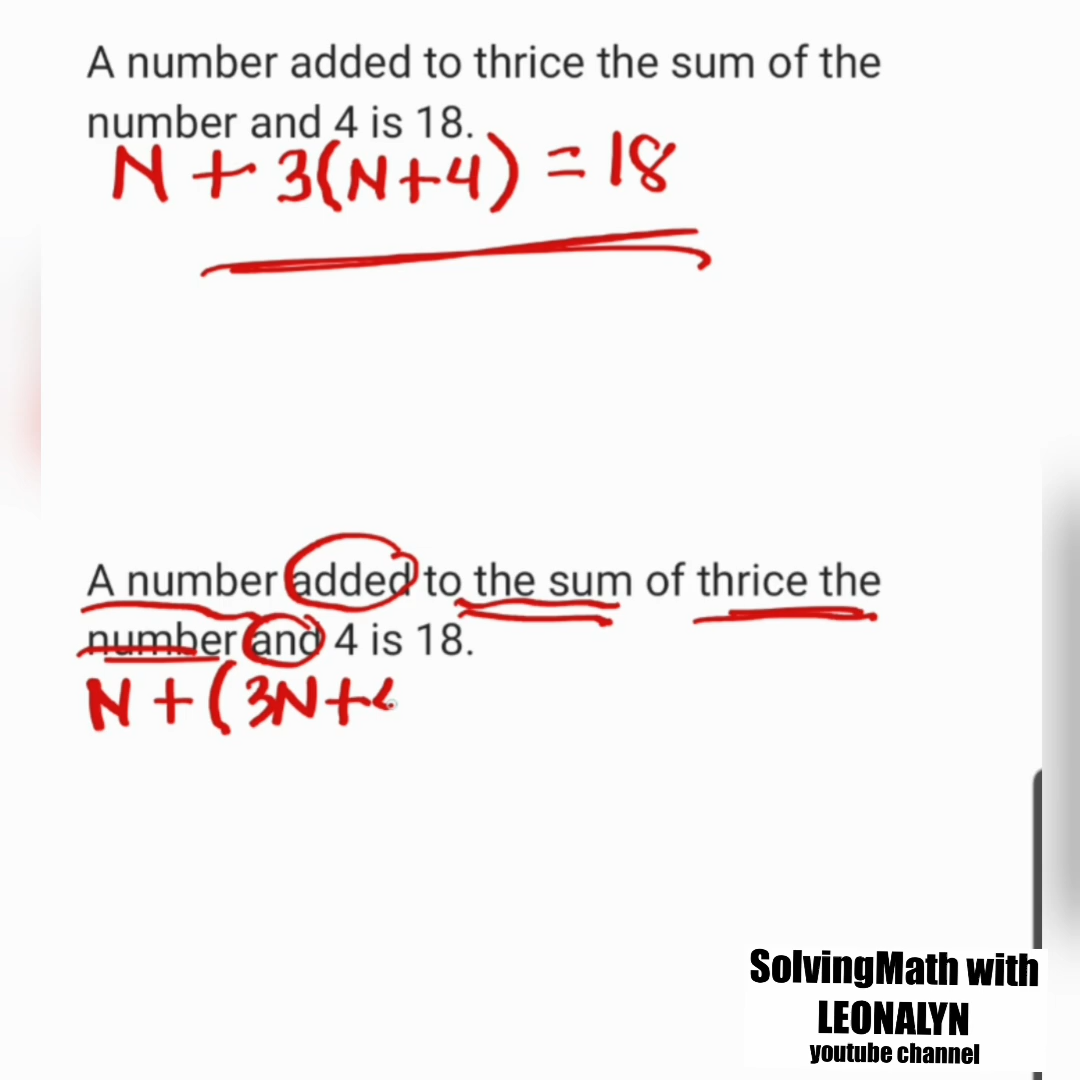 A number added to thrice the sum of the
number and 4 is 18.
N + 3(N+4) = 18
A number added to the sum of thrice the
number and 4 is 18.
N + (3N+
SolvingMath with
LEONALYN
youtube channel